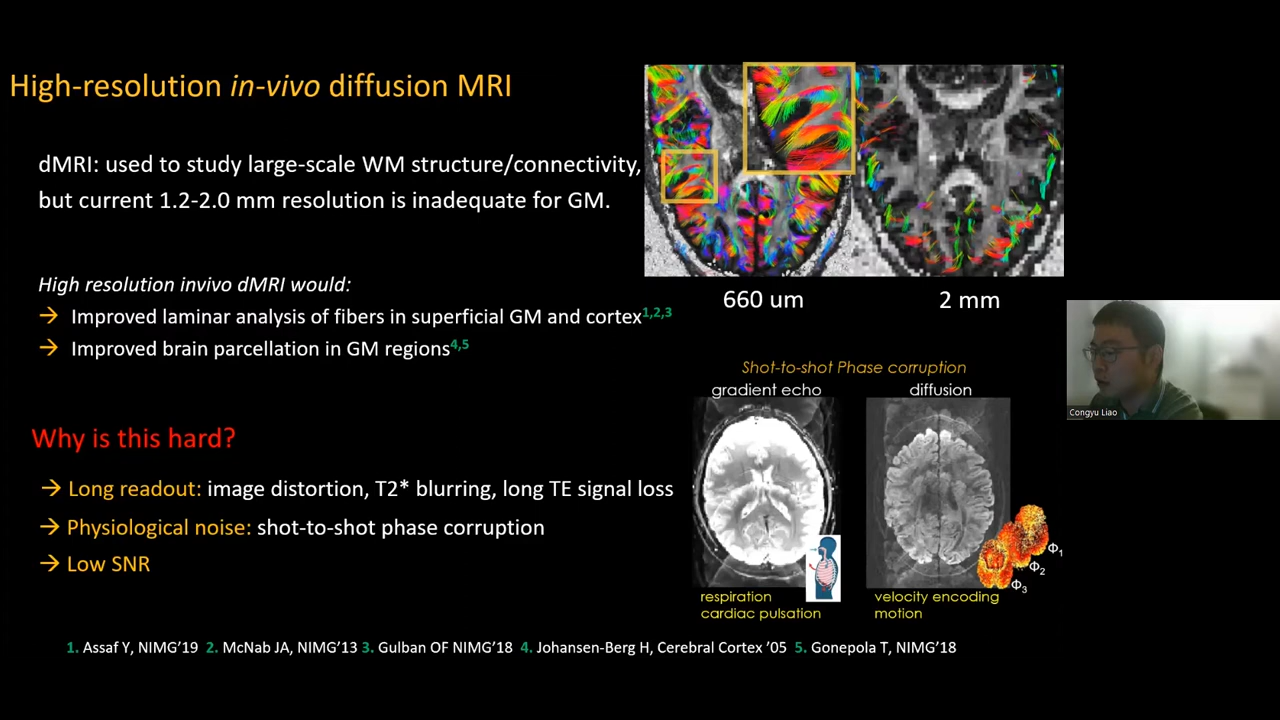 High-resolution in-vivo diffusion MRI
dMRI: used to study large-scale WM structure/connectivity,
but current 1.2-2.0 mm resolution is inadequate for GM.
High resolution invivo dMRI would:
→ Improved laminar analysis of fibers in superficial GM and cortex1,2,3
→ Improved brain parcellation in GM regions4,5
Why is this hard?
→ Long readout: image distortion, T2* blurring, long TE signal loss
→ Physiological noise: shot-to-shot phase corruption
→ Low SNR
660 um
2 mm
Shot-to-shot Phase corruption
gradient echo
diffusion
Φ1
Φ2
Φ3
respiration
cardiac pulsation
velocity encoding
motion
Congyu Liao
1. Assaf Y, NIMG'19 2. McNab JA, NIMG'13 3. Gulban OF NIMG'18 4. Johansen-Berg H, Cerebral Cortex '05 5. Gonepola T, NIMG'18